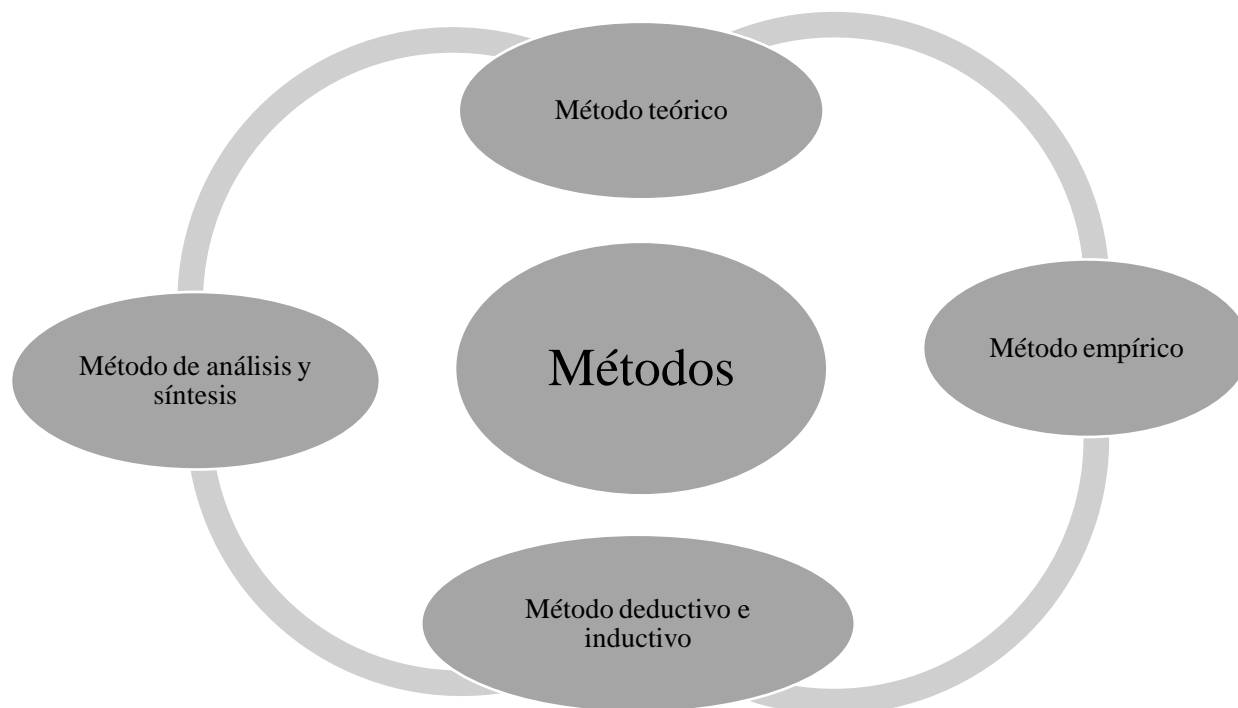 Método teórico
Método empírico
Métodos
Método de análisis y
síntesis
Método deductivo e
inductivo